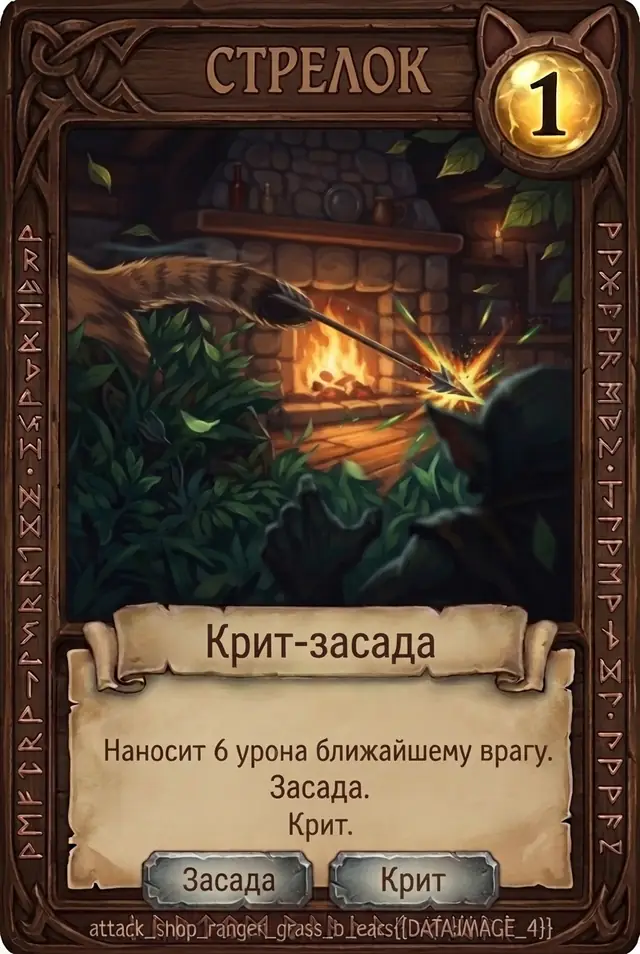 СТРЕЛОК
1
Крит-засада
Наносит 6 урона ближайшему врагу.
Засада.
Крит.
Засада
Крит